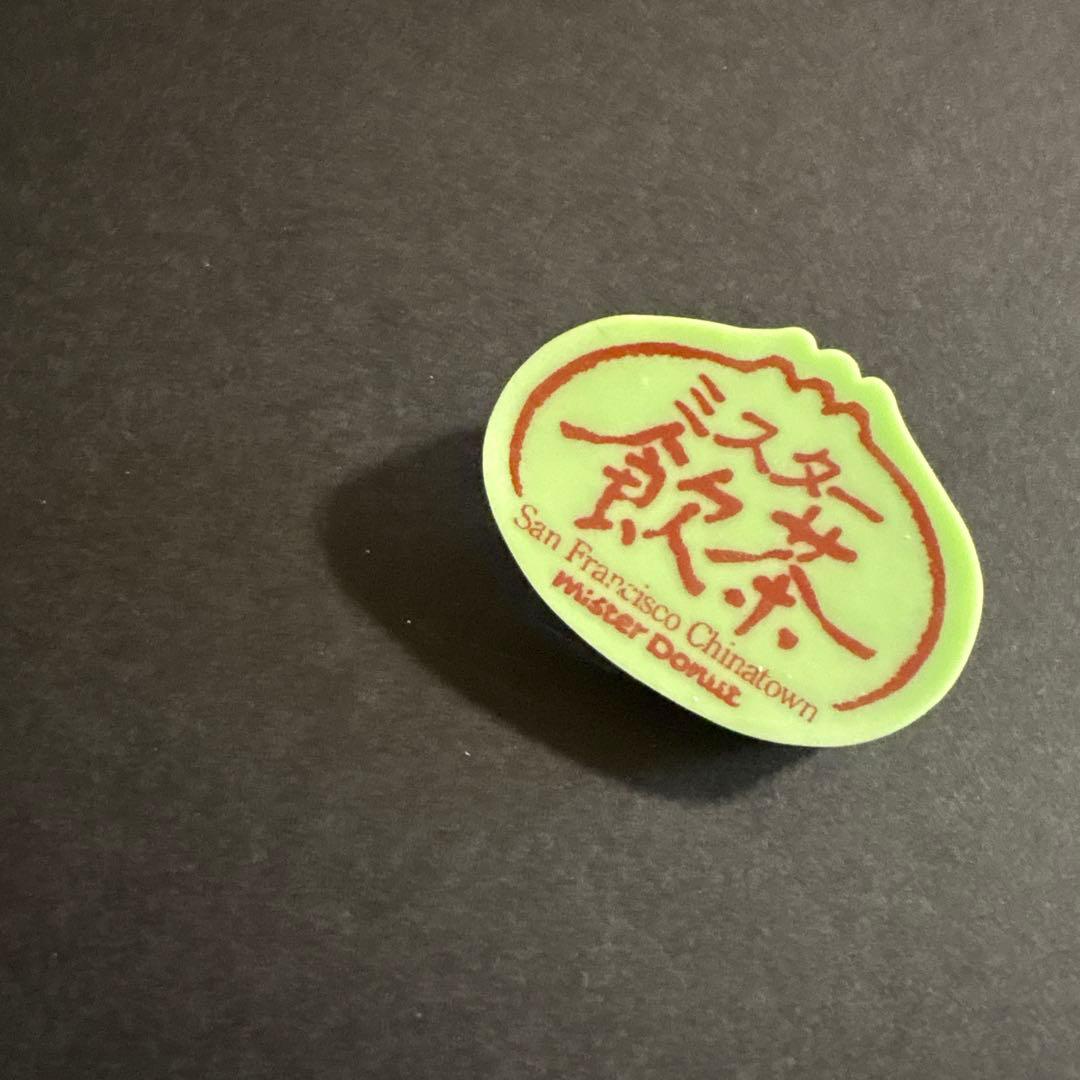 ミスター
飲茶
San Francisco Chinatown
Mister Donut